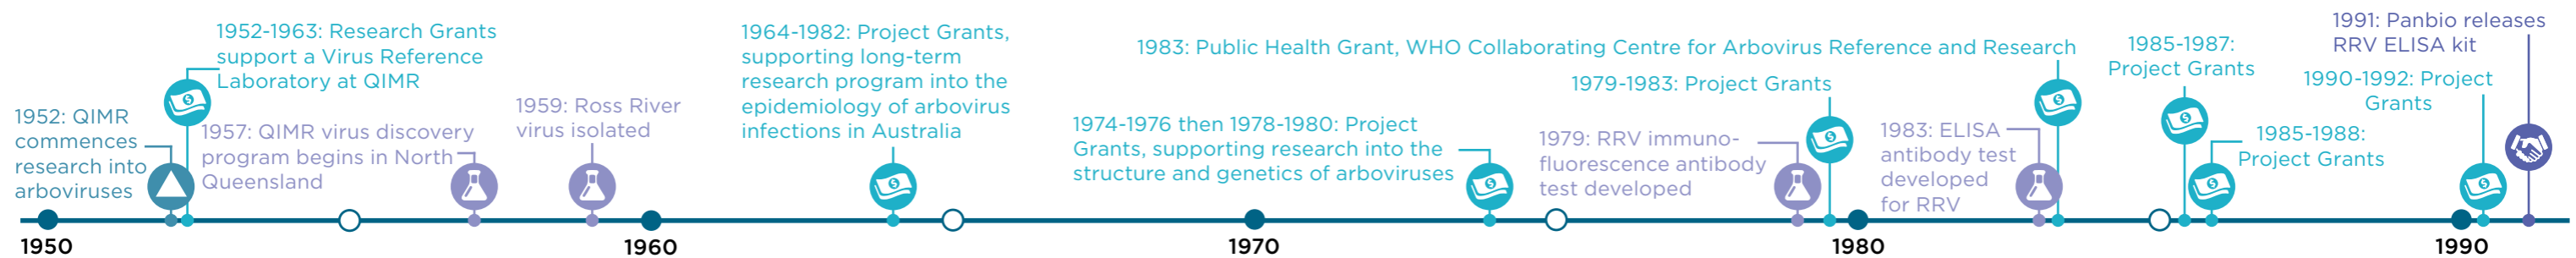 1952: QIMR
commences
research into
arboviruses
1952-1963: Research Grants
support a Virus Reference
Laboratory at QIMR
1957: QIMR virus discovery
program begins in North
Queensland
1959: Ross River
virus isolated
1964-1982: Project Grants,
supporting long-term
research program into the
epidemiology of arbovirus
infections in Australia
1974-1976 then 1978-1980: Project
Grants, supporting research into the
structure and genetics of arboviruses
1979: RRV immuno-
fluorescence antibody
test developed
1979-1983: Project Grants
1983: ELISA
antibody test
developed
for RRV
1983: Public Health Grant, WHO Collaborating Centre for Arbovirus Reference and Research
1985-1987:
Project Grants
1985-1988:
Project Grants
1990-1992: Project
Grants
1991: Panbio releases
RRV ELISA kit
1950
1960
1970
1980
1990